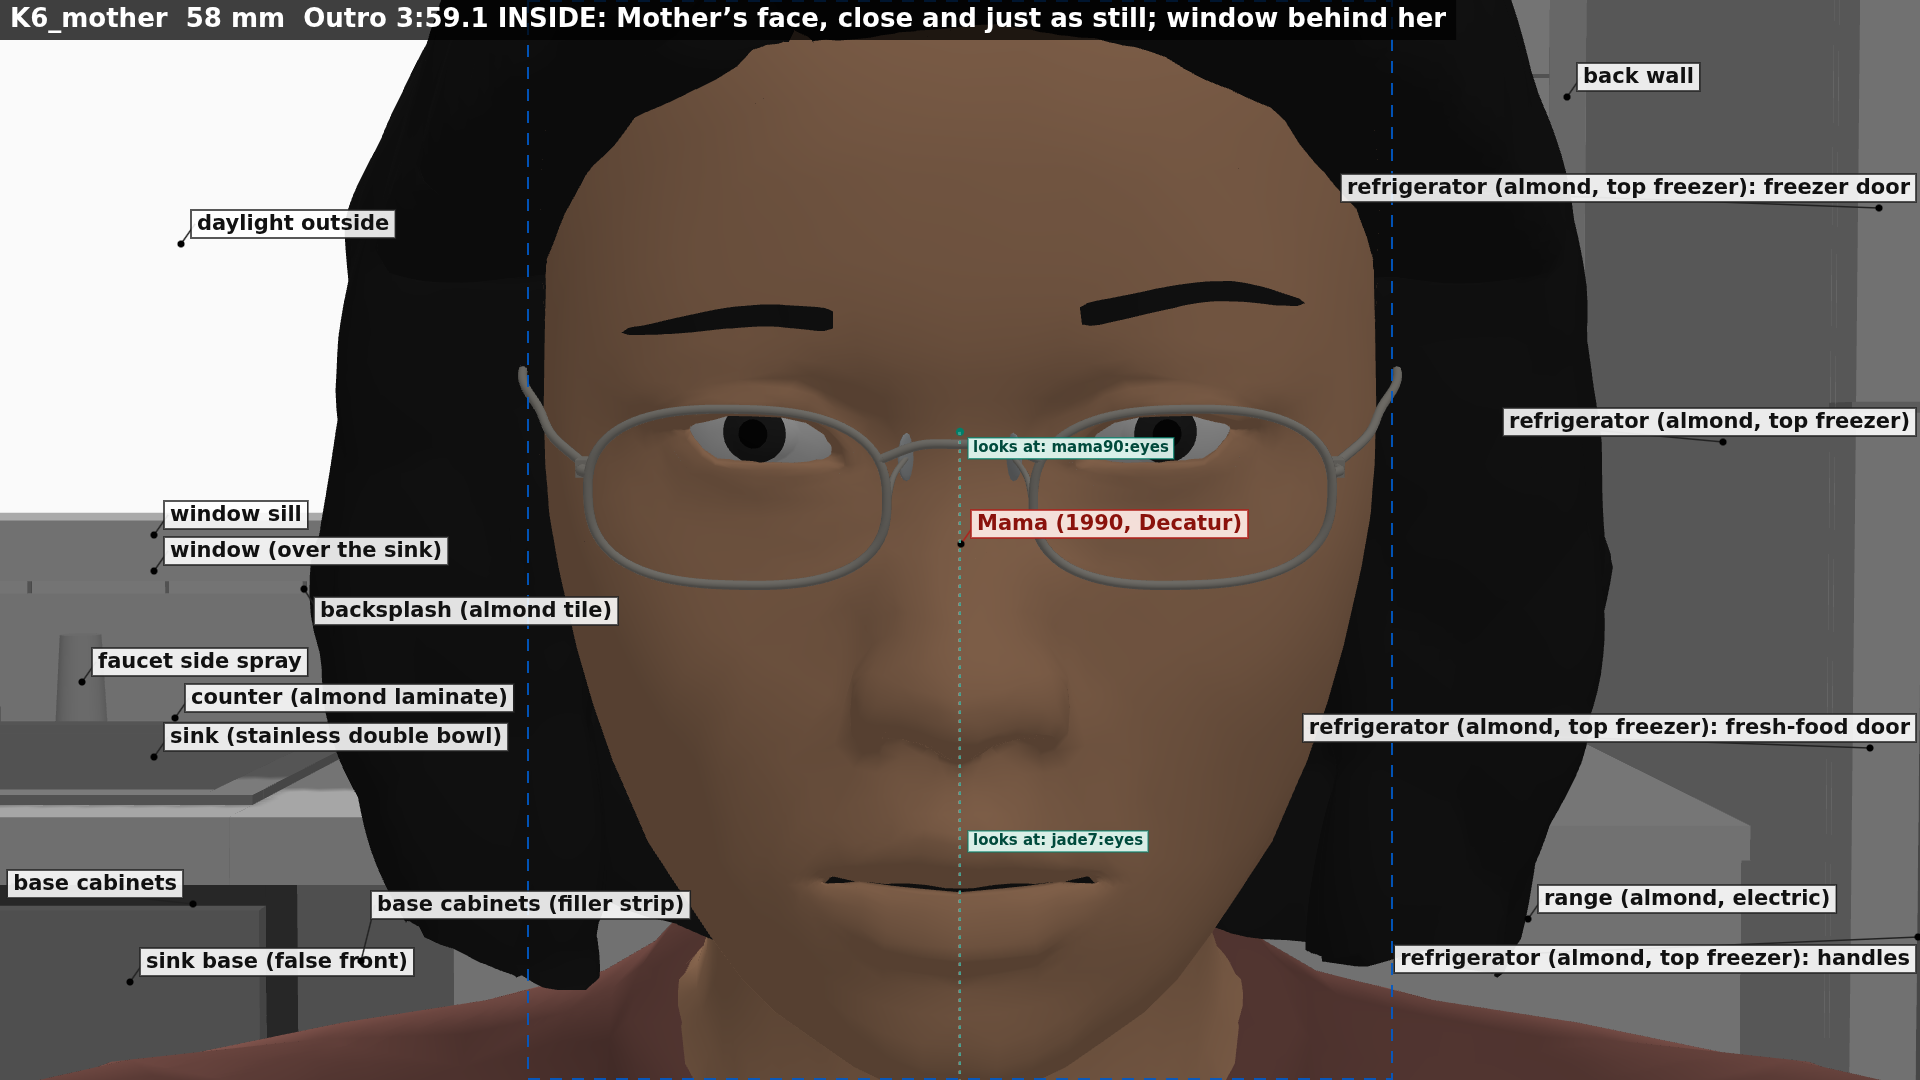 K6_mother 58 mm Outro 3:59.1 INSIDE: Mother’s face, close and just as still; window behind her
back wall
refrigerator (almond, top freezer): freezer door
daylight outside
refrigerator (almond, top freezer)
looks at: mama90:eyes
window sill
Mama (1990, Decatur)
window (over the sink)
backsplash (almond tile)
faucet side spray
counter (almond laminate)
refrigerator (almond, top freezer): fresh-food door
sink (stainless double bowl)
looks at: jade7:eyes
base cabinets
range (almond, electric)
base cabinets (filler strip)
refrigerator (almond, top freezer): handles
sink base (false front)